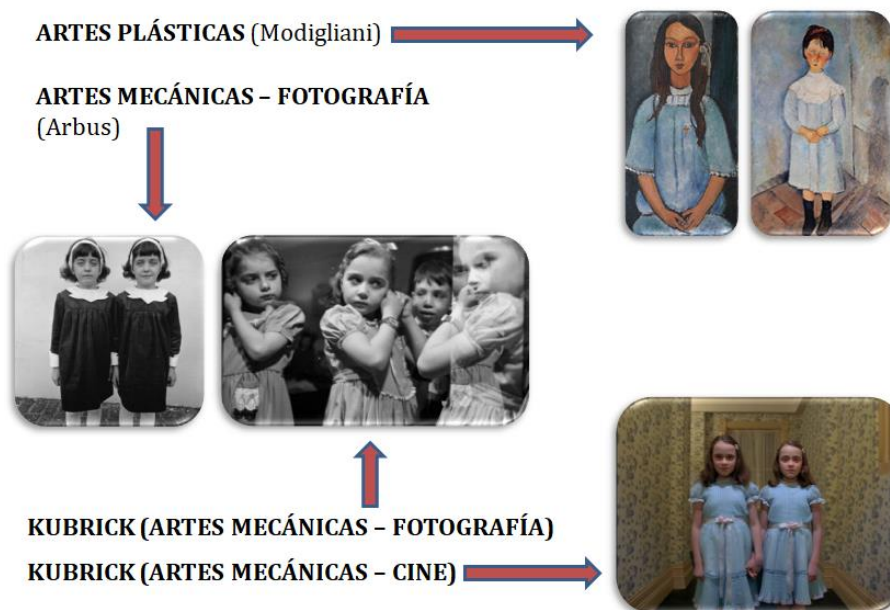 ARTES PLÁSTICAS (Modigliani)
ARTES MECÁNICAS – FOTOGRAFÍA
(Arbus)
KUBRICK (ARTES MECÁNICAS – FOTOGRAFÍA)
KUBRICK (ARTES MECÁNICAS – CINE)